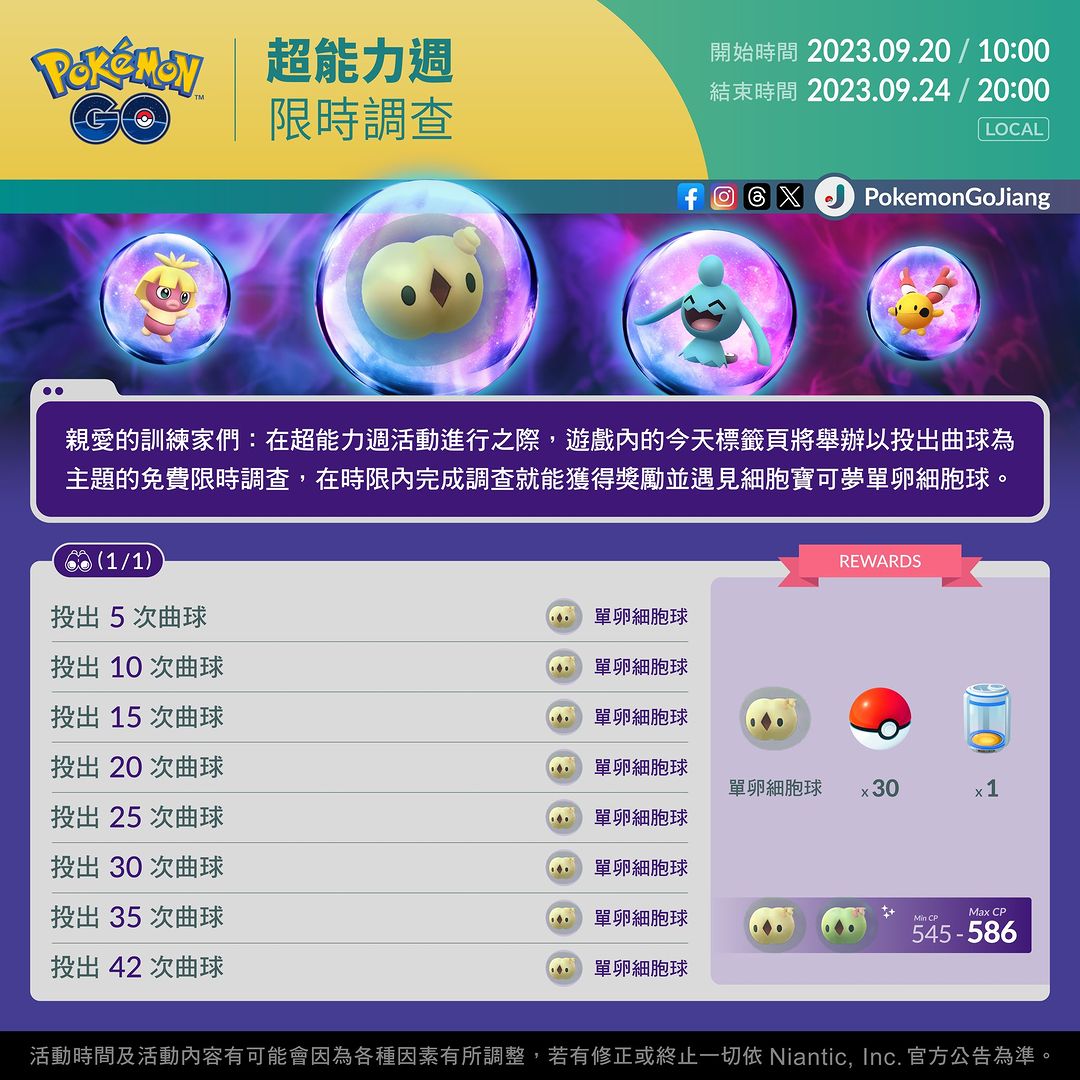 POKÉMON GO ™
超能力週
限時調查
開始時間 2023.09.20 / 10:00
結束時間 2023.09.24 / 20:00
LOCAL
PokemonGoJiang
親愛的訓練家們：在超能力週活動進行之際，遊戲內的今天標籤頁將舉辦以投出曲球為
主題的免費限時調查，在時限內完成調查就能獲得獎勵並遇見細胞寶可夢單卵細胞球。
(1/1)
投出 5 次曲球 單卵細胞球
投出 10 次曲球 單卵細胞球
投出 15 次曲球 單卵細胞球
投出 20 次曲球 單卵細胞球
投出 25 次曲球 單卵細胞球
投出 30 次曲球 單卵細胞球
投出 35 次曲球 單卵細胞球
投出 42 次曲球 單卵細胞球
REWARDS
單卵細胞球 x30 x1
Min CP Max CP
545 - 586
活動時間及活動內容有可能會因為各種因素有所調整，若有修正或終止一切依 Niantic, Inc. 官方公告為準。